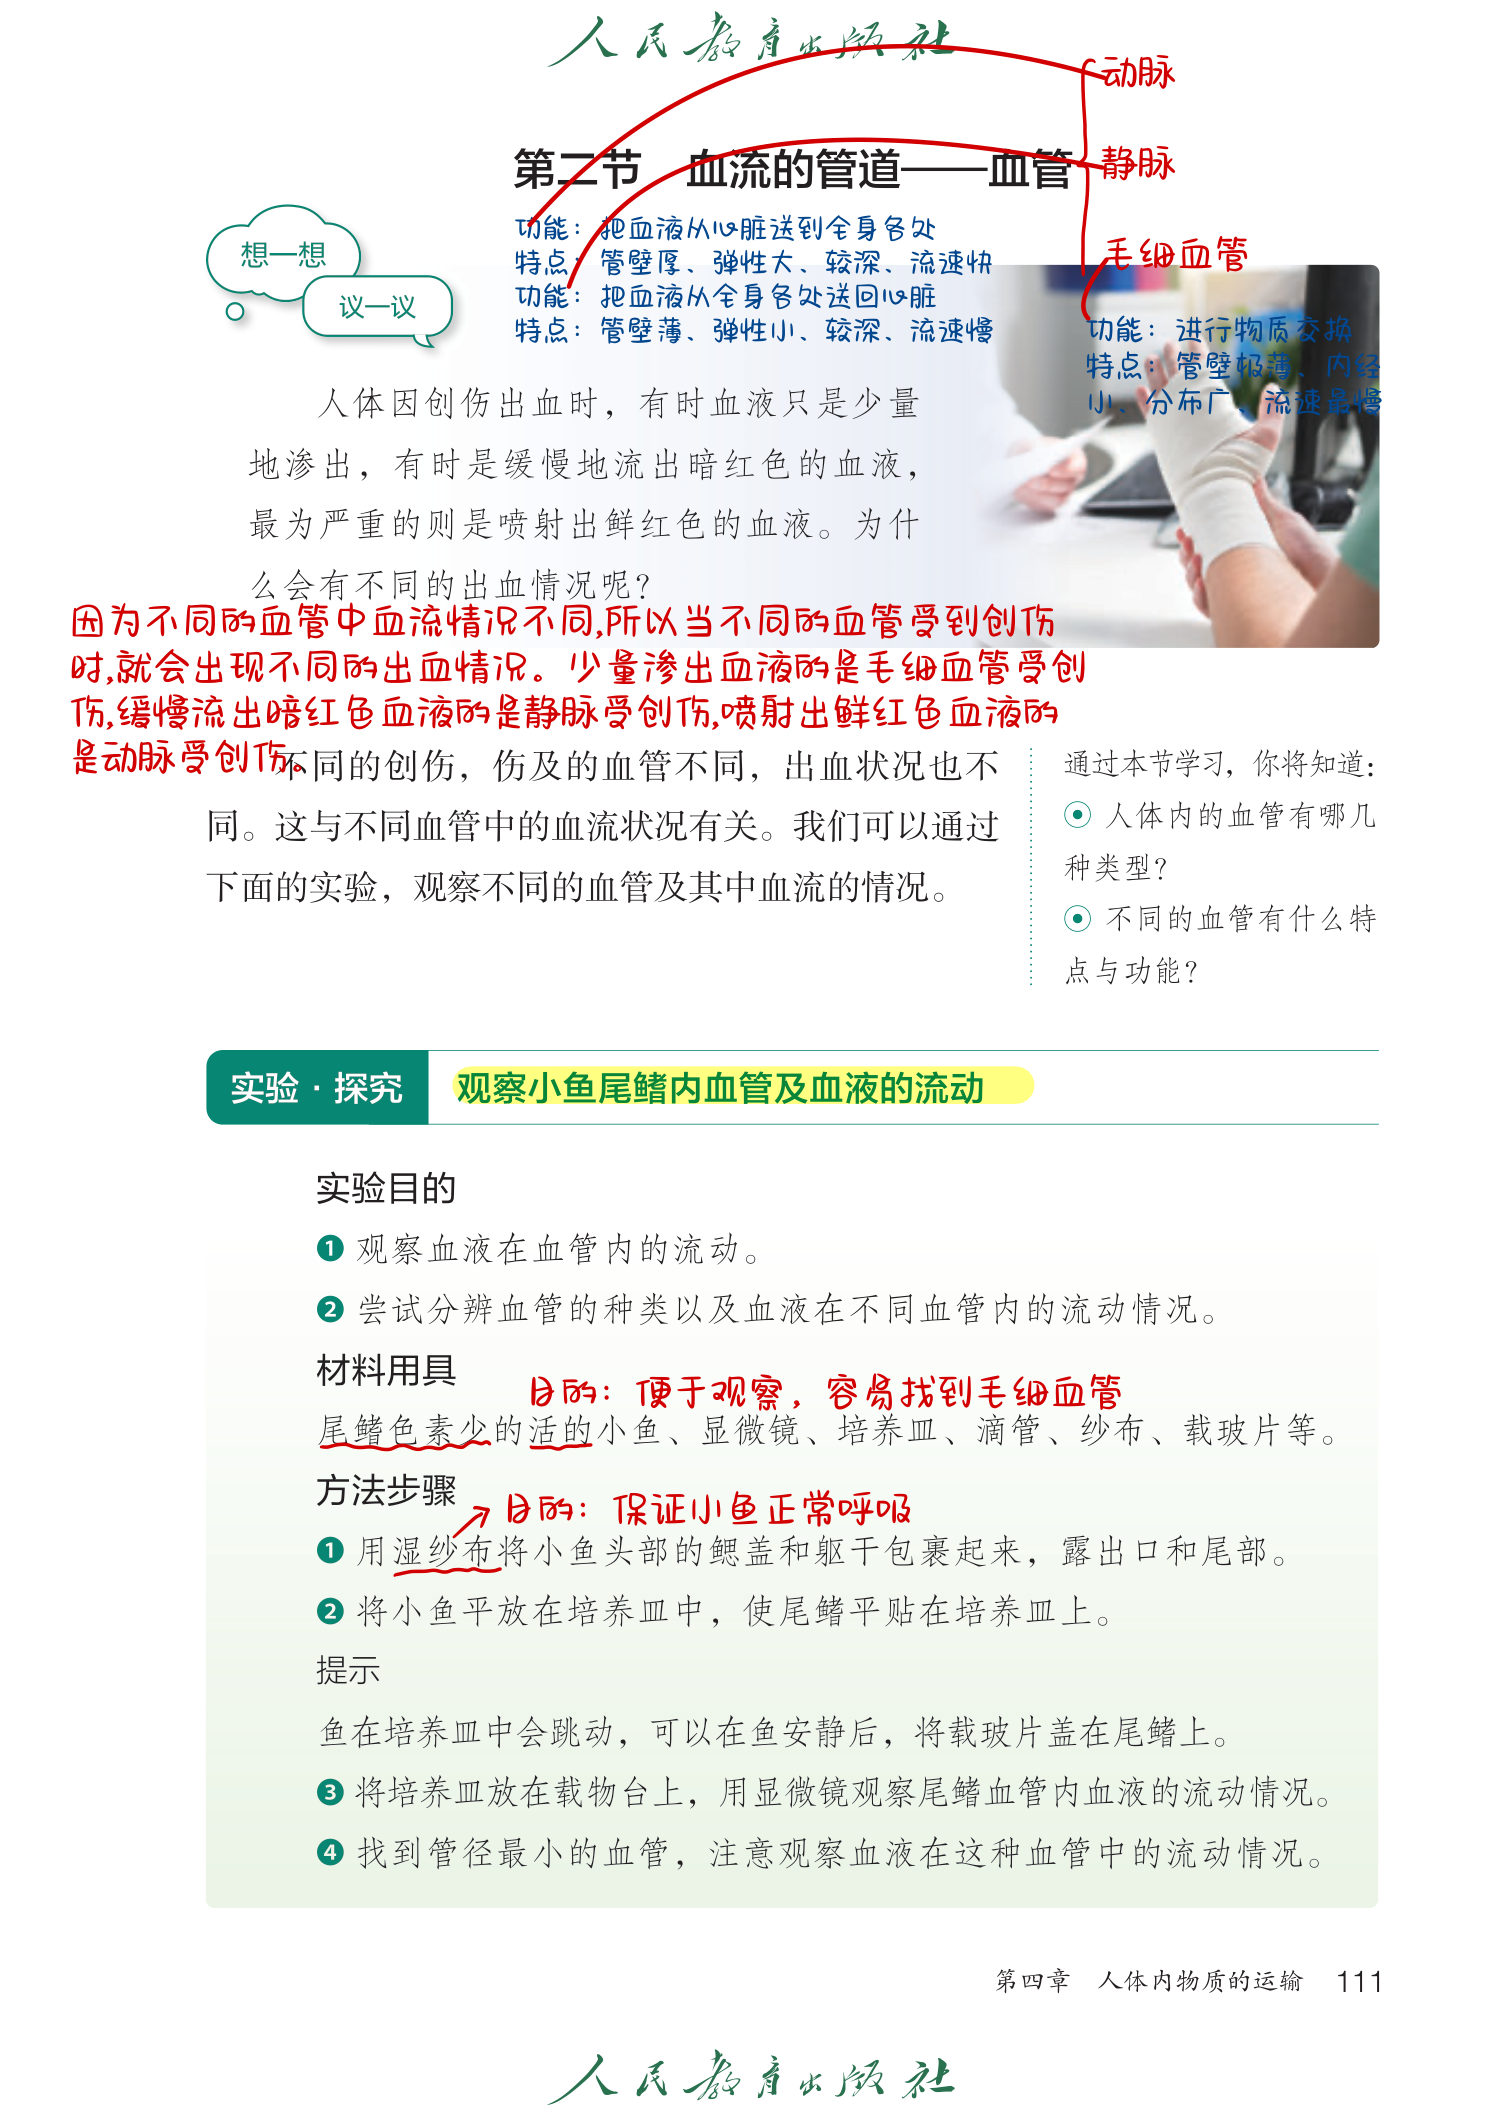 人民教育出版社
动脉
第二节 血流的管道——血管
静脉
毛细血管
想一想
议一议
功能：把血液从心脏送到全身各处
特点：管壁厚、弹性大、较深、流速快
功能：把血液从全身各处送回心脏
特点：管壁薄、弹性小、较深、流速慢
功能：进行物质交换
特点：管壁极薄、内径
小、分布广、流速最慢
人体因创伤出血时，有时血液只是少量
地渗出，有时是缓慢地流出暗红色的血液，
最为严重的则是喷射出鲜红色的血液。为什
么会有不同的出血情况呢？
因为不同的血管中血流情况不同,所以当不同的血管受到创伤
时,就会出现不同的出血情况。少量渗出血液的是毛细血管受创
伤,缓慢流出暗红色血液的是静脉受创伤,喷射出鲜红色血液的
是动脉受创伤。
不同的创伤，伤及的血管不同，出血状况也不
同。这与不同血管中的血流状况有关。我们可以通过
下面的实验，观察不同的血管及其中血流的情况。
通过本节学习，你将知道：
人体内的血管有哪几
种类型？
不同的血管有什么特
点与功能？
实验·探究 观察小鱼尾鳍内血管及血液的流动
实验目的
1 观察血液在血管内的流动。
2 尝试分辨血管的种类以及血液在不同血管内的流动情况。
材料用具
目的：便于观察，容易找到毛细血管
尾鳍色素少的活的小鱼、显微镜、培养皿、滴管、纱布、载玻片等。
方法步骤
目的：保证小鱼正常呼吸
1 用湿纱布将小鱼头部的鳃盖和躯干包裹起来，露出口和尾部。
2 将小鱼平放在培养皿中，使尾鳍平贴在培养皿上。
提示
鱼在培养皿中会跳动，可以在鱼安静后，将载玻片盖在尾鳍上。
3 将培养皿放在载物台上，用显微镜观察尾鳍血管内血液的流动情况。
4 找到管径最小的血管，注意观察血液在这种血管中的流动情况。
第四章 人体内物质的运输 111
人民教育出版社